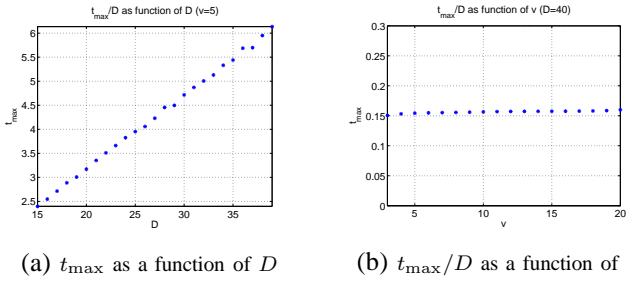 t_max/D as function of D (v=5)
6
5.5
5
4.5
4
3.5
3
2.5
t_max
15 20 25 30 35
D
(a) t_max as a function of D
t_max/D as function of v (D=40)
0.3
0.25
0.2
0.15
0.1
0.05
0
t_max
5 10 15 20
v
(b) t_max/D as a function of